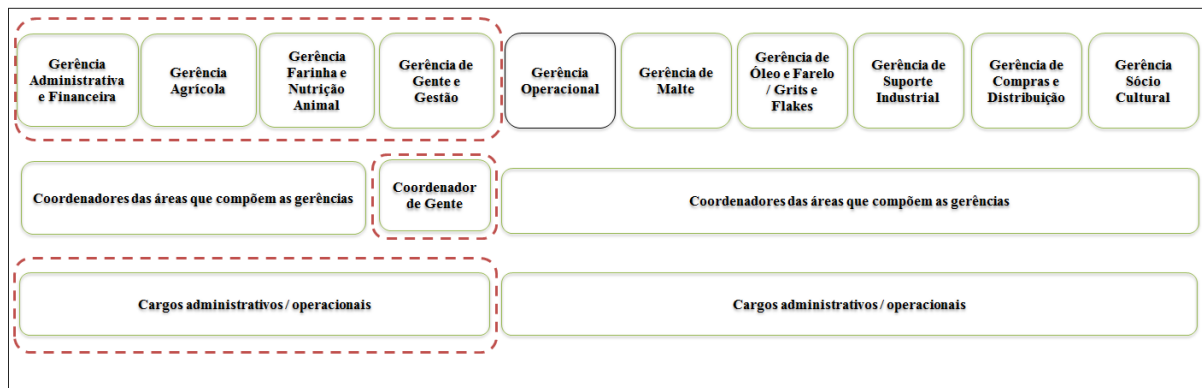 Gerência
Administrativa
e Financeira
Gerência
Agrícola
Gerência
Farinha e
Nutrição
Animal
Gerência de
Gente e
Gestão
Gerência
Operacional
Gerência de
Malte
Gerência de
Óleo e Farelo
/ Grits e
Flakes
Gerência de
Suporte
Industrial
Gerência de
Compras e
Distribuição
Gerência
Sócio
Cultural
Coordenadores das áreas que compõem as gerências
Coordenador
de Gente
Coordenadores das áreas que compõem as gerências
Cargos administrativos / operacionais
Cargos administrativos / operacionais